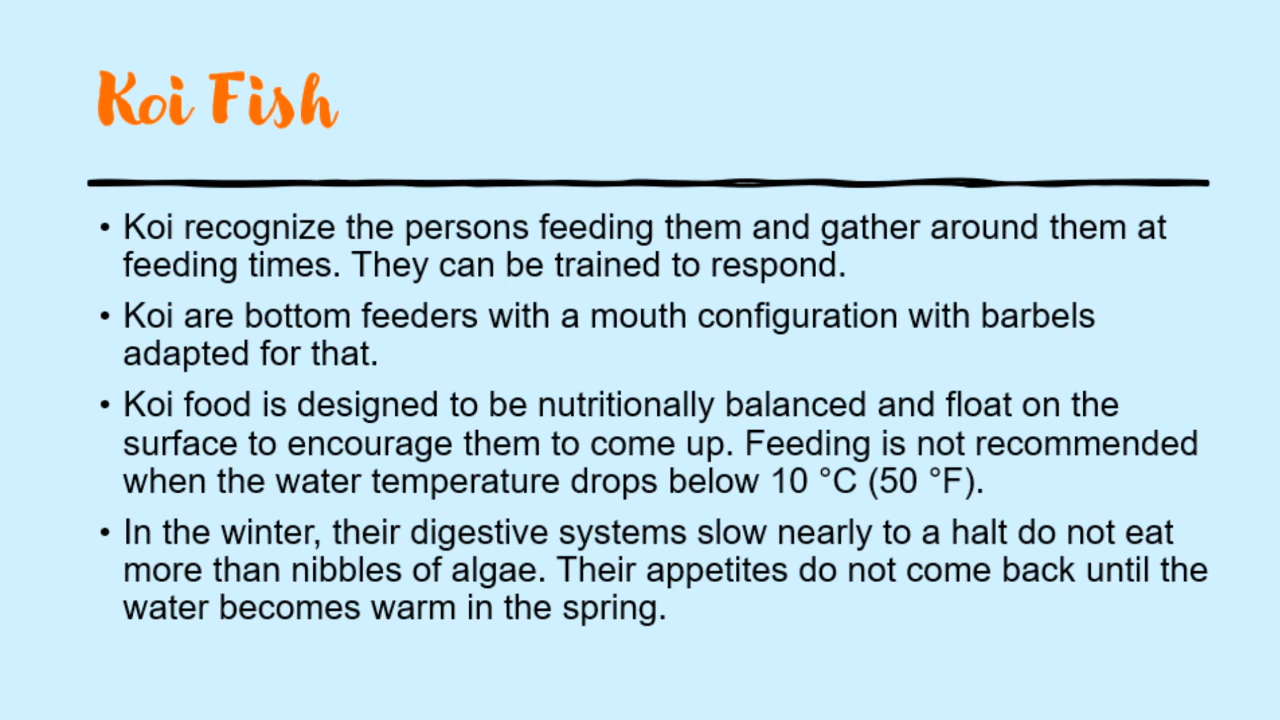 Koi Fish
• Koi recognize the persons feeding them and gather around them at
feeding times. They can be trained to respond.
• Koi are bottom feeders with a mouth configuration with barbels
adapted for that.
• Koi food is designed to be nutritionally balanced and float on the
surface to encourage them to come up. Feeding is not recommended
when the water temperature drops below 10 °C (50 °F).
• In the winter, their digestive systems slow nearly to a halt do not eat
more than nibbles of algae. Their appetites do not come back until the
water becomes warm in the spring.